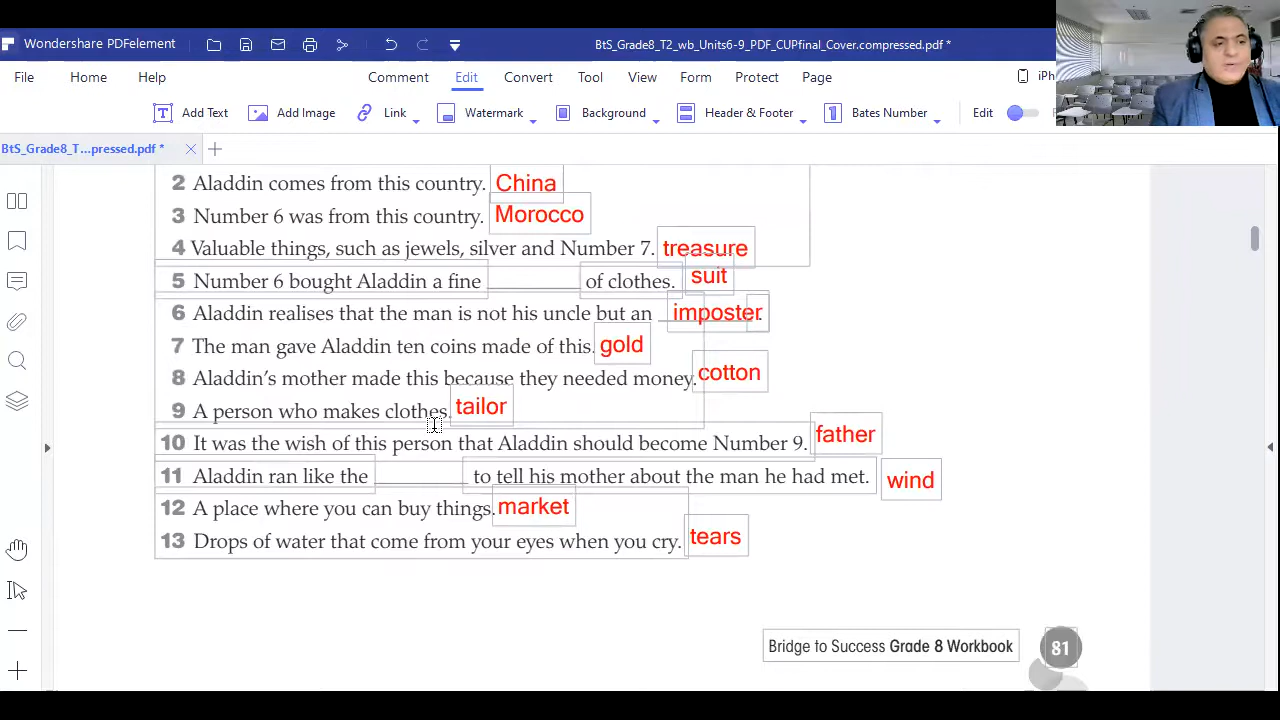 Wondershare PDFelement
BtS_Grade8_T2_wb_Units6-9_PDF_CUPfinal_Cover.compressed.pdf *
File Home Help Comment Edit Convert Tool View Form Protect Page
Add Text Add Image Link Watermark Background Header & Footer Bates Number Edit
BtS_Grade8_T...pressed.pdf *
2 Aladdin comes from this country. China
3 Number 6 was from this country. Morocco
4 Valuable things, such as jewels, silver and Number 7. treasure
5 Number 6 bought Aladdin a fine __________ of clothes. suit
6 Aladdin realises that the man is not his uncle but an __________. imposter
7 The man gave Aladdin ten coins made of this. gold
8 Aladdin's mother made this because they needed money. cotton
9 A person who makes clothes. tailor
10 It was the wish of this person that Aladdin should become Number 9. father
11 Aladdin ran like the __________ to tell his mother about the man he had met. wind
12 A place where you can buy things. market
13 Drops of water that come from your eyes when you cry. tears
Bridge to Success Grade 8 Workbook 81